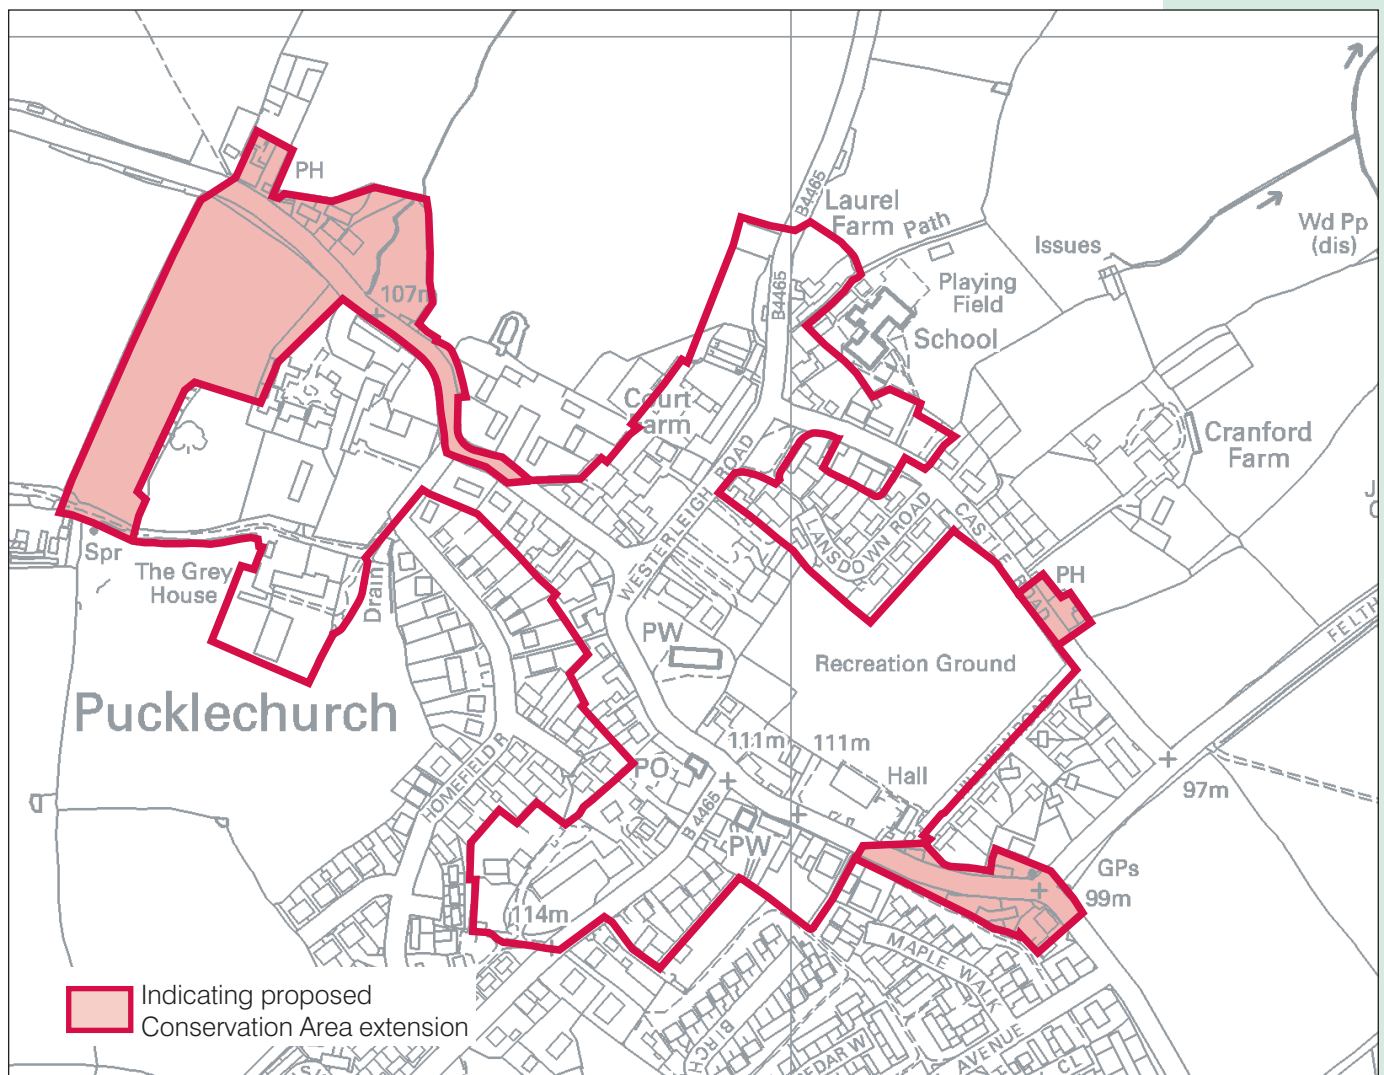 PH
B4465
Laurel
Farm
Path
Issues
Wd Pp
(dis)
107m
B4465
Playing
Field
School
Court
Farm
Cranford
Farm
WESTERLEIGH ROAD
LANSDOWN ROAD
CASTLE ROAD
Spr
The Grey
House
Drain
PH
FELTH
PW
Recreation Ground
Pucklechurch
HOMEFIELD R
PO
111m
111m
Hall
B 4465
PW
97m
GPs
99m
114m
MAPLE WALK
BIRCH
CEDAR W
AVENUE
CL
Indicating proposed
Conservation Area extension